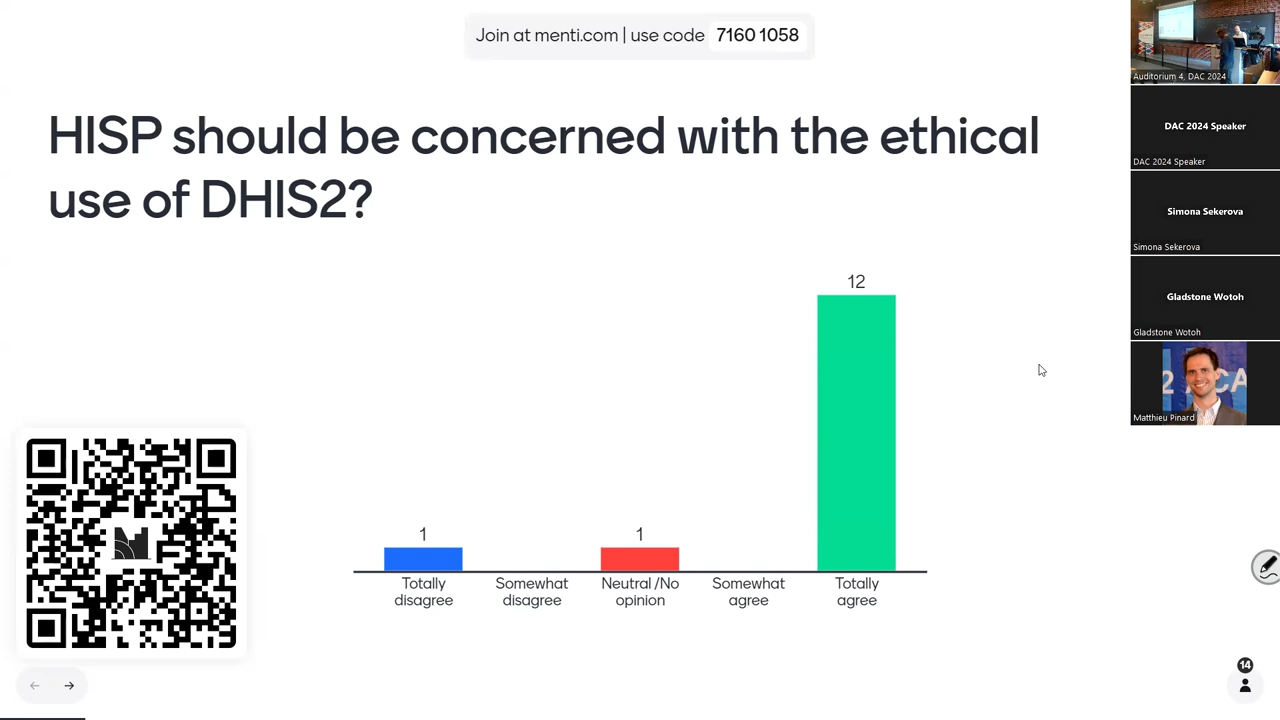 Join at menti.com | use code 7160 1058
HISP should be concerned with the ethical
use of DHIS2?
12
1
1
Totally
disagree
Somewhat
disagree
Neutral /No
opinion
Somewhat
agree
Totally
agree
14
Auditorium 4, DAC 2024
DAC 2024 Speaker
DAC 2024 Speaker
Simona Sekerova
Simona Sekerova
Gladstone Wotoh
Gladstone Wotoh
Matthieu Pinard